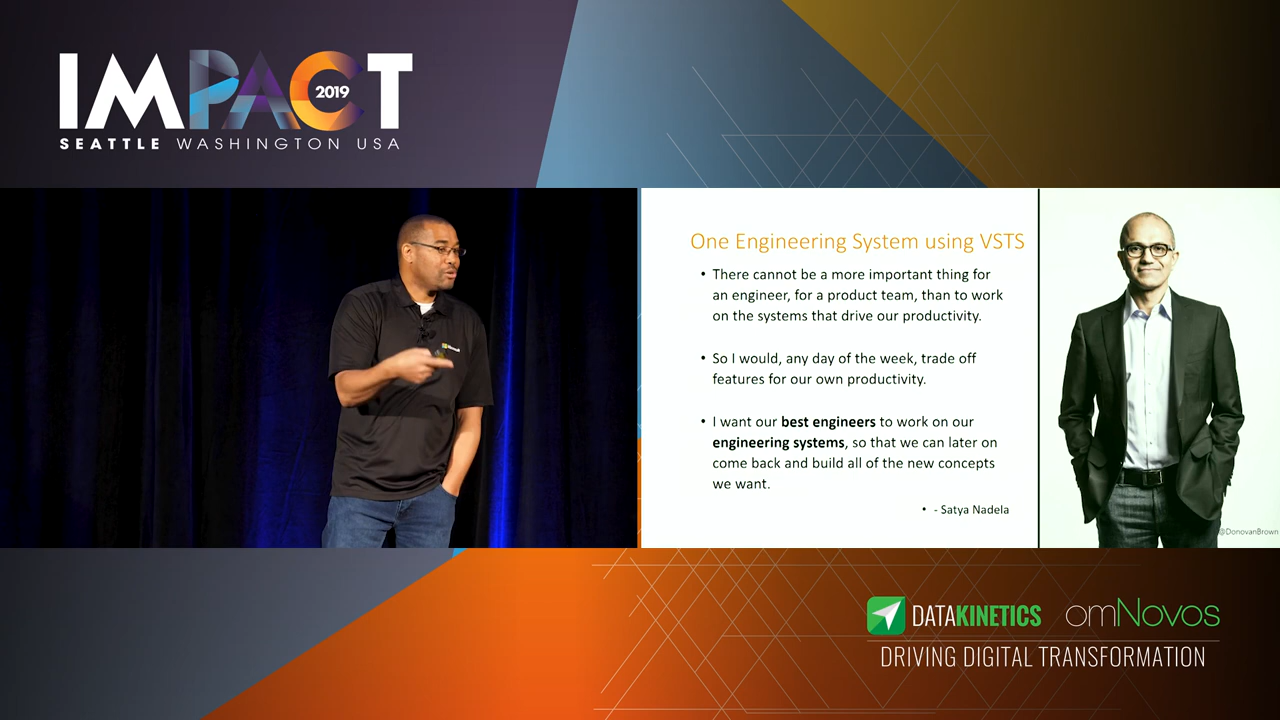 IMPACT
2019
SEATTLE WASHINGTON USA
One Engineering System using VSTS
• There cannot be a more important thing for
an engineer, for a product team, than to work
on the systems that drive our productivity.
• So I would, any day of the week, trade off
features for our own productivity.
• I want our best engineers to work on our
engineering systems, so that we can later on
come back and build all of the new concepts
we want.
• - Satya Nadela
@DonovanBrown
Microsoft
DATAKINETICS omNovos
DRIVING DIGITAL TRANSFORMATION